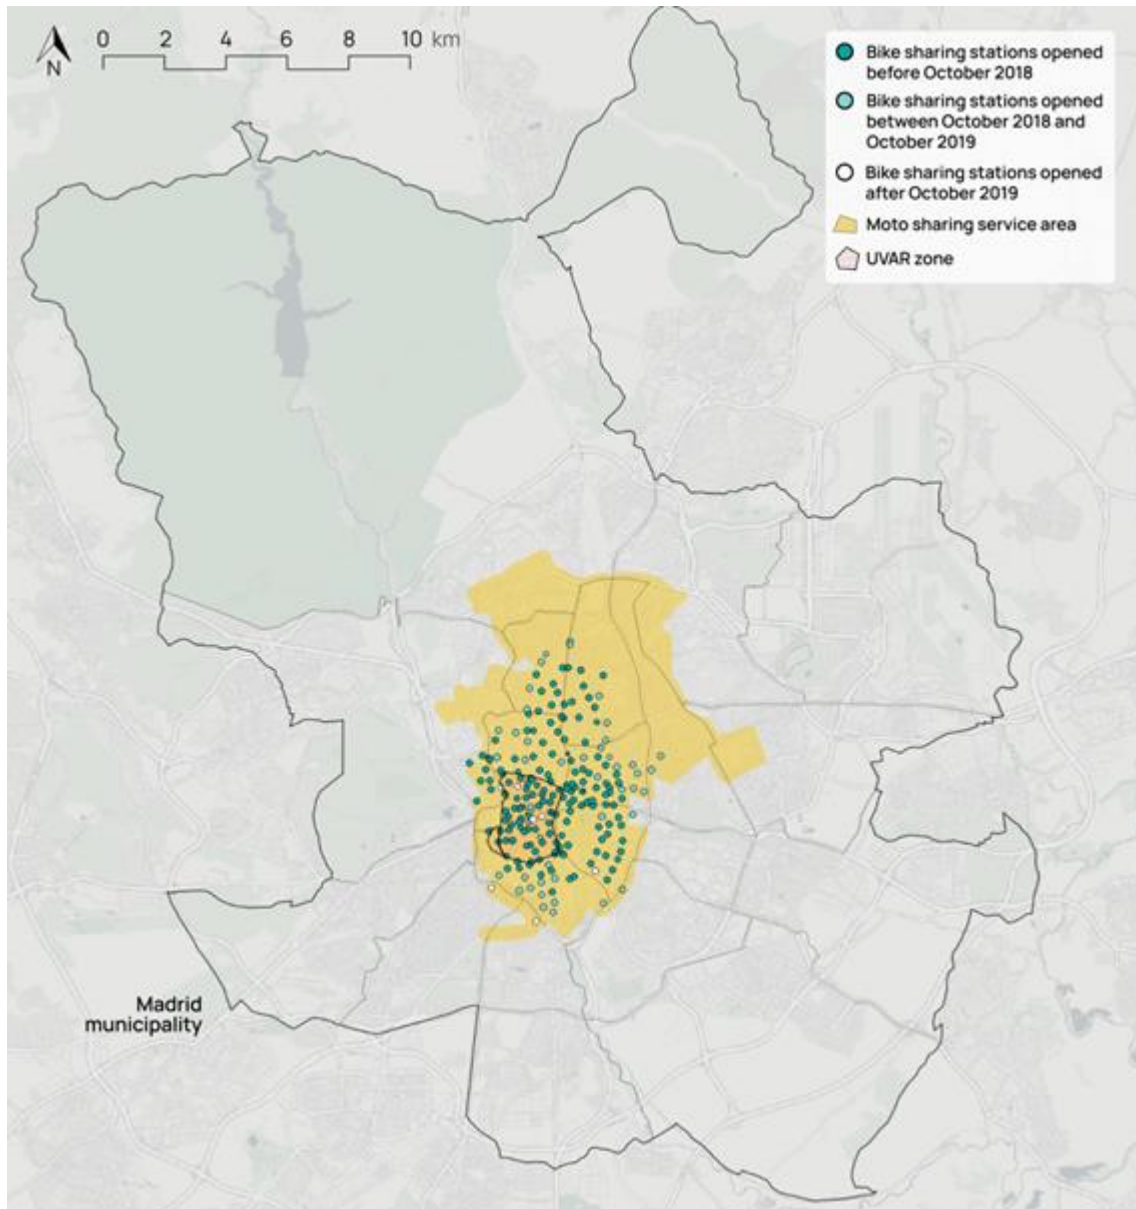 0 2 4 6 8 10 km
N
Bike sharing stations opened
before October 2018
Bike sharing stations opened
between October 2018 and
October 2019
Bike sharing stations opened
after October 2019
Moto sharing service area
UVAR zone
Madrid
municipality